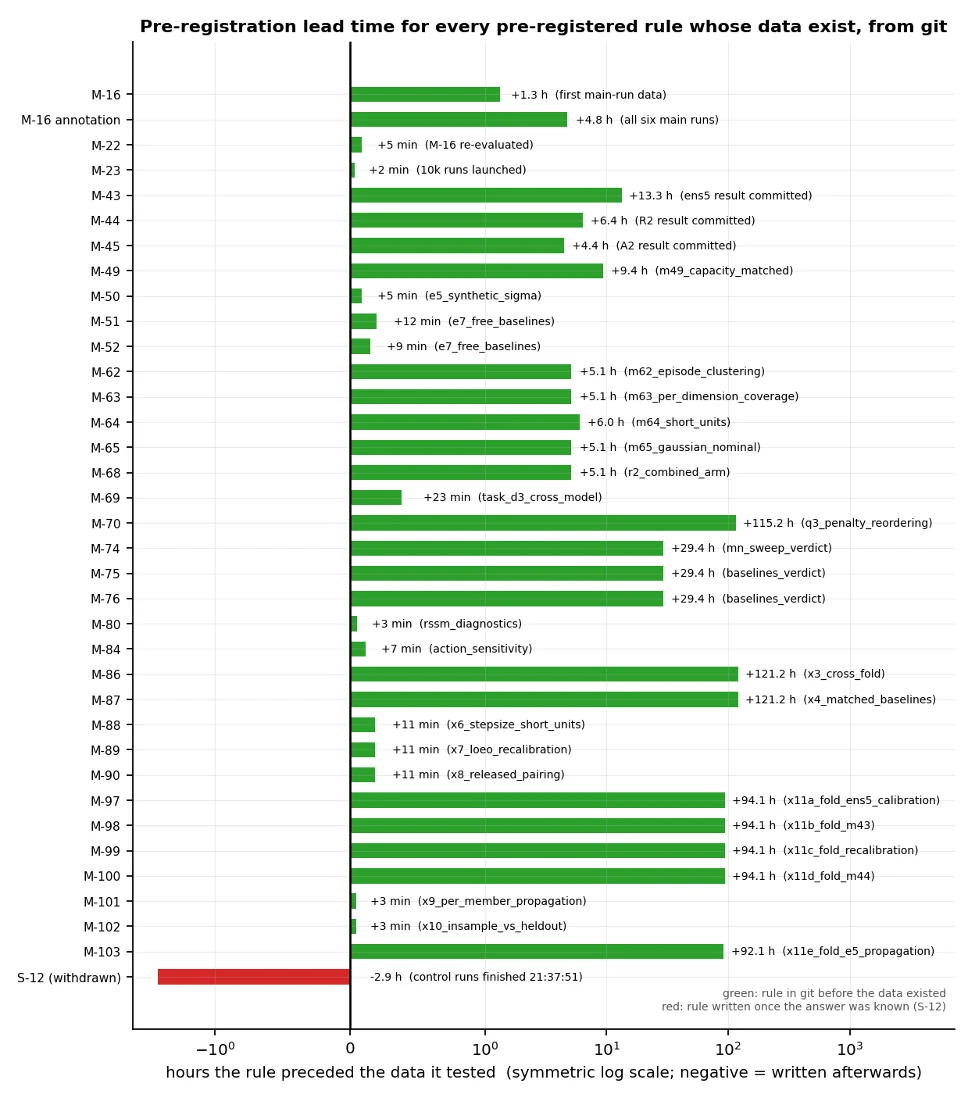 Pre-registration lead time for every pre-registered rule whose data exist, from git
M-16 +1.3 h (first main-run data)
M-16 annotation +4.8 h (all six main runs)
M-22 +5 min (M-16 re-evaluated)
M-23 +2 min (10k runs launched)
M-43 +13.3 h (ens5 result committed)
M-44 +6.4 h (R2 result committed)
M-45 +4.4 h (A2 result committed)
M-49 +9.4 h (m49_capacity_matched)
M-50 +5 min (e5_synthetic_sigma)
M-51 +12 min (e7_free_baselines)
M-52 +9 min (e7_free_baselines)
M-62 +5.1 h (m62_episode_clustering)
M-63 +5.1 h (m63_per_dimension_coverage)
M-64 +6.0 h (m64_short_units)
M-65 +5.1 h (m65_gaussian_nominal)
M-68 +5.1 h (r2_combined_arm)
M-69 +23 min (task_d3_cross_model)
M-70 +115.2 h (q3_penalty_reordering)
M-74 +29.4 h (mn_sweep_verdict)
M-75 +29.4 h (baselines_verdict)
M-76 +29.4 h (baselines_verdict)
M-80 +3 min (rssm_diagnostics)
M-84 +7 min (action_sensitivity)
M-86 +121.2 h (x3_cross_fold)
M-87 +121.2 h (x4_matched_baselines)
M-88 +11 min (x6_stepsize_short_units)
M-89 +11 min (x7_loeo_recalibration)
M-90 +11 min (x8_released_pairing)
M-97 +94.1 h (x11a_fold_ens5_calibration)
M-98 +94.1 h (x11b_fold_m43)
M-99 +94.1 h (x11c_fold_recalibration)
M-100 +94.1 h (x11d_fold_m44)
M-101 +3 min (x9_per_member_propagation)
M-102 +3 min (x10_insample_vs_heldout)
M-103 +92.1 h (x11e_fold_e5_propagation)
S-12 (withdrawn) -2.9 h (control runs finished 21:37:51)
green: rule in git before the data existed
red: rule written once the answer was known (S-12)
−10⁰ 0 10⁰ 10¹ 10² 10³
hours the rule preceded the data it tested (symmetric log scale; negative = written afterwards)